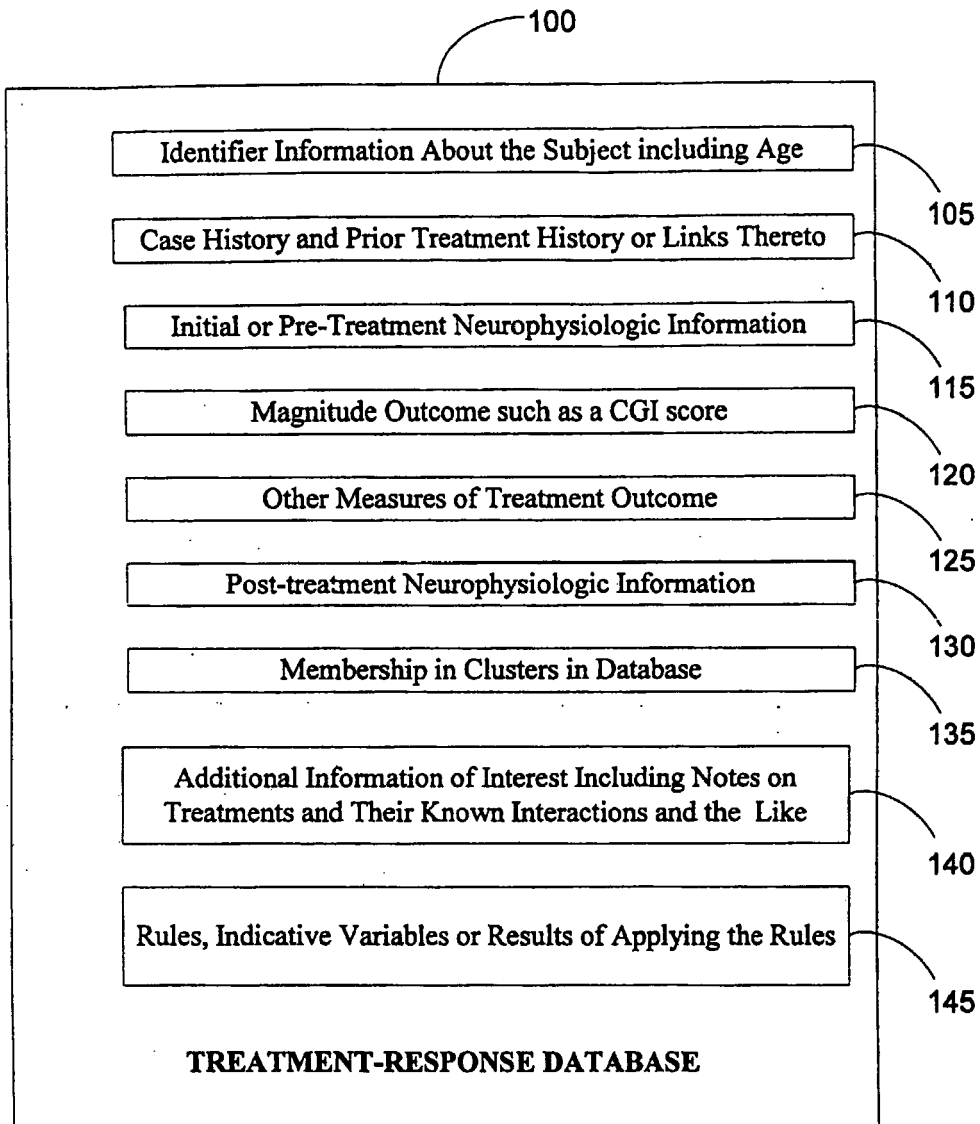 100
Identifier Information About the Subject including Age
105
Case History and Prior Treatment History or Links Thereto
110
Initial or Pre-Treatment Neurophysiologic Information
115
Magnitude Outcome such as a CGI score
120
Other Measures of Treatment Outcome
125
Post-treatment Neurophysiologic Information
130
Membership in Clusters in Database
135
Additional Information of Interest Including Notes on
Treatments and Their Known Interactions and the Like
140
Rules, Indicative Variables or Results of Applying the Rules
145
TREATMENT-RESPONSE DATABASE